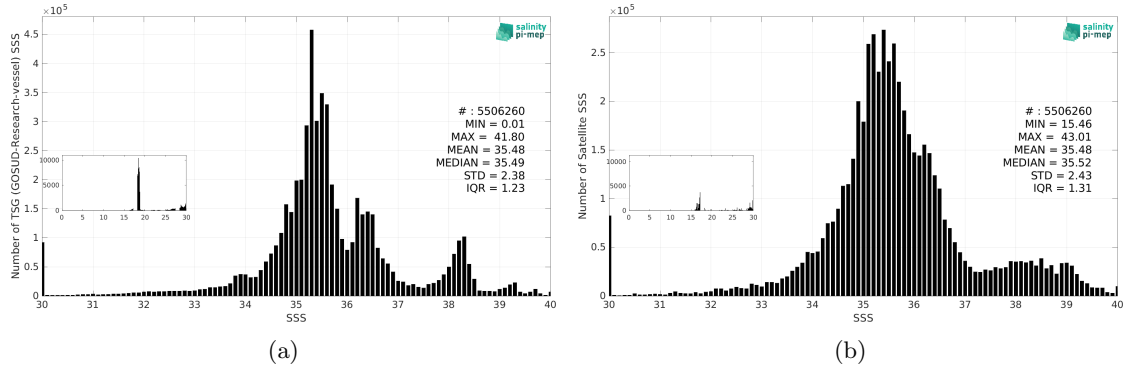 ×10⁵
4.5
4
3.5
3
2.5
2
1.5
1
0.5
0
30 31 32 33 34 35 36 37 38 39 40
SSS
Number of TSG (GOSUD-Research-vessel) SSS
salinity
pi-mep
# : 5506260
MIN = 0.01
MAX = 41.80
MEAN = 35.48
MEDIAN = 35.49
STD = 2.38
IQR = 1.23
10000
5000
0
0 5 10 15 20 25 30
(a)
×10⁵
2.5
2
1.5
1
0.5
0
30 31 32 33 34 35 36 37 38 39 40
SSS
Number of Satellite SSS
salinity
pi-mep
# : 5506260
MIN = 15.46
MAX = 43.01
MEAN = 35.48
MEDIAN = 35.52
STD = 2.43
IQR = 1.31
10000
5000
0
0 5 10 15 20 25 30
(b)